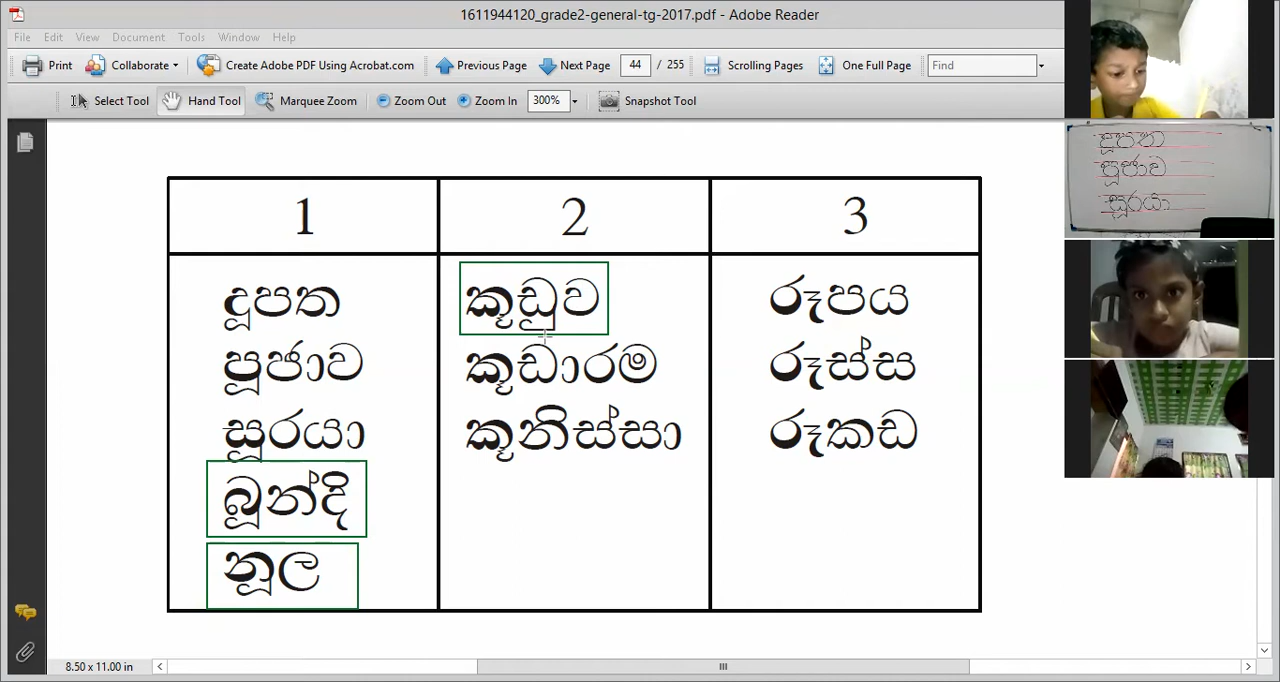 1611944120_grade2-general-tg-2017.pdf - Adobe Reader
File Edit View Document Tools Window Help
Print Collaborate Create Adobe PDF Using Acrobat.com Previous Page Next Page 44 / 255 Scrolling Pages One Full Page Find
Select Tool Hand Tool Marquee Zoom Zoom Out Zoom In 300% Snapshot Tool
1 2 3
දූපත කූඩුව රූපය
පූජාව කූඩාරම රූස්ස
සූරයා කූනිස්සා රූකඩ
බූන්දි
නූල
8.50 x 11.00 in
දූපත
පූජාව
සූරයා